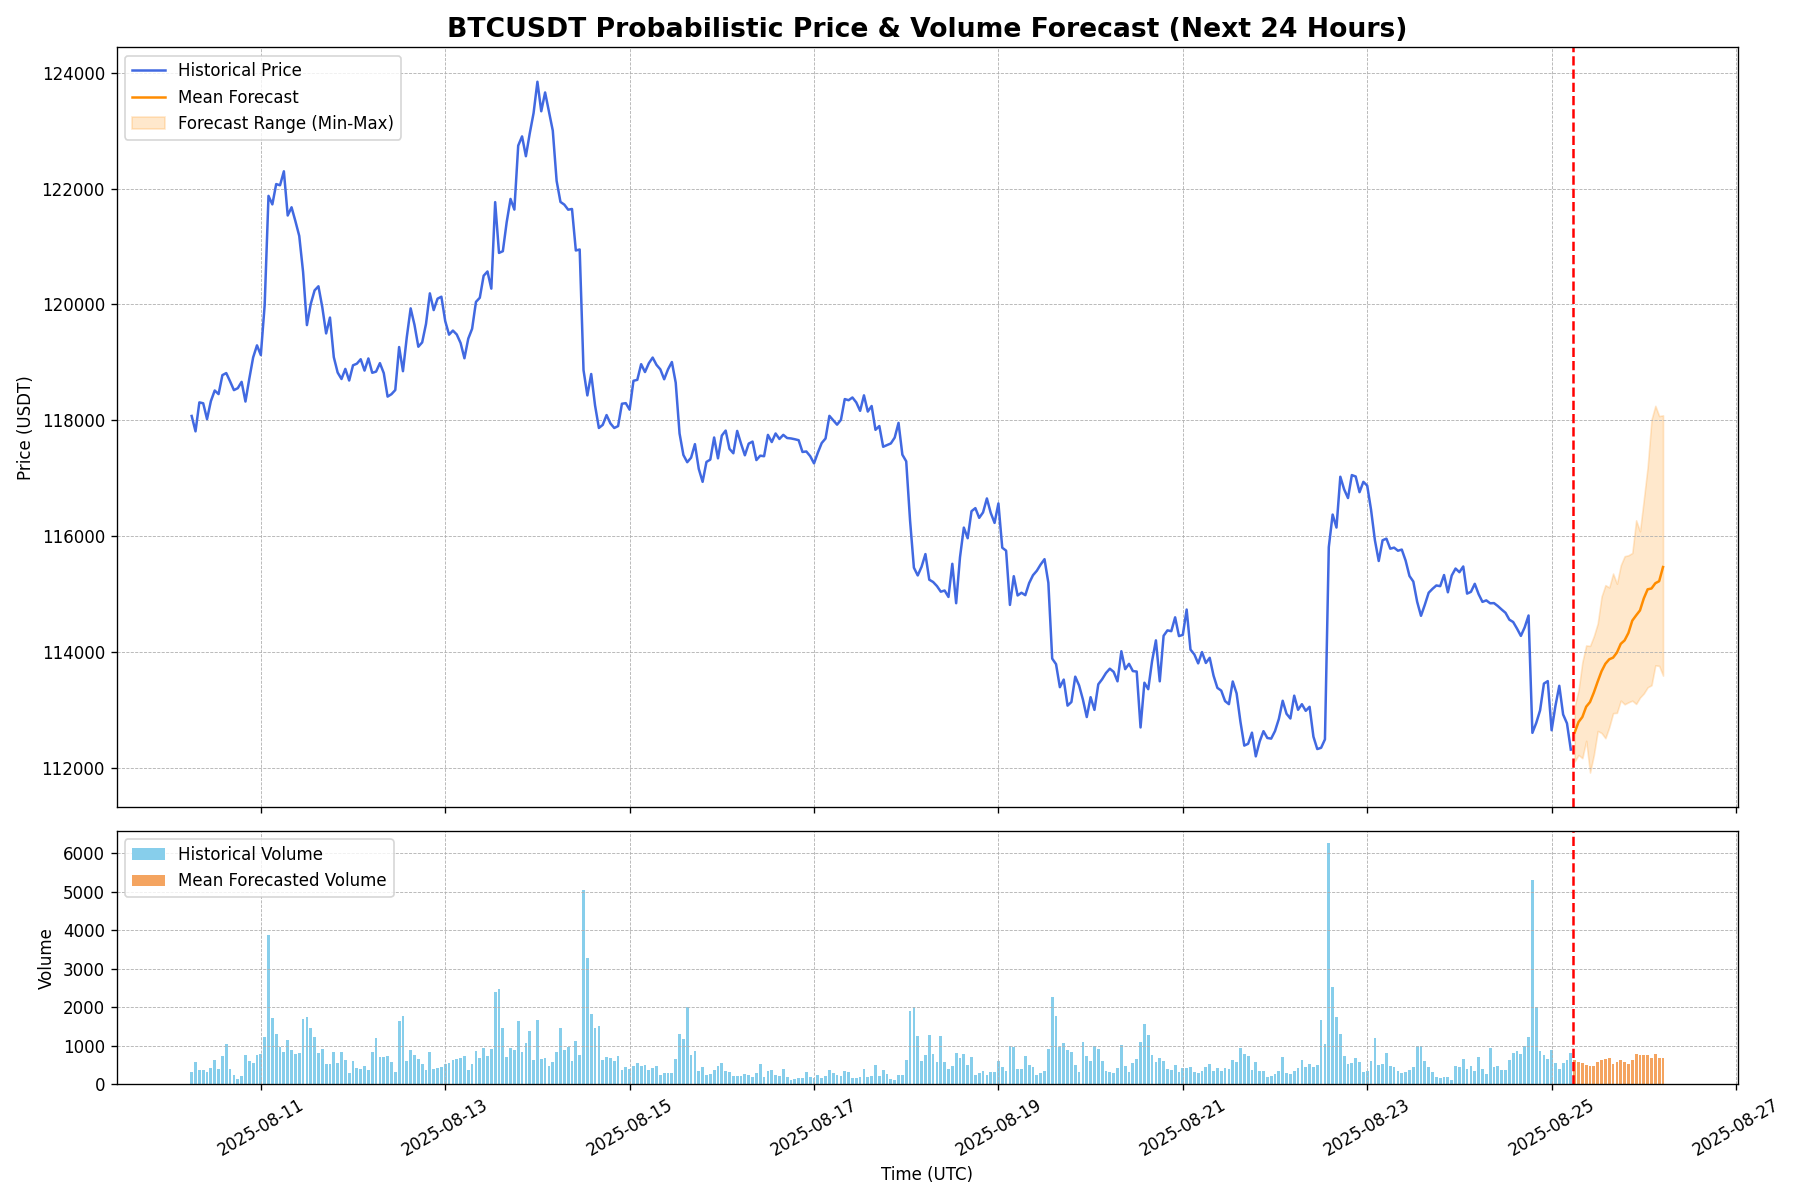 BTCUSDT Probabilistic Price & Volume Forecast (Next 24 Hours)
Historical Price
Mean Forecast
Forecast Range (Min-Max)
124000
122000
120000
118000
116000
114000
112000
Price (USDT)
Historical Volume
Mean Forecasted Volume
6000
5000
4000
3000
2000
1000
0
Volume
2025-08-11
2025-08-13
2025-08-15
2025-08-17
2025-08-19
2025-08-21
2025-08-23
2025-08-25
2025-08-27
Time (UTC)